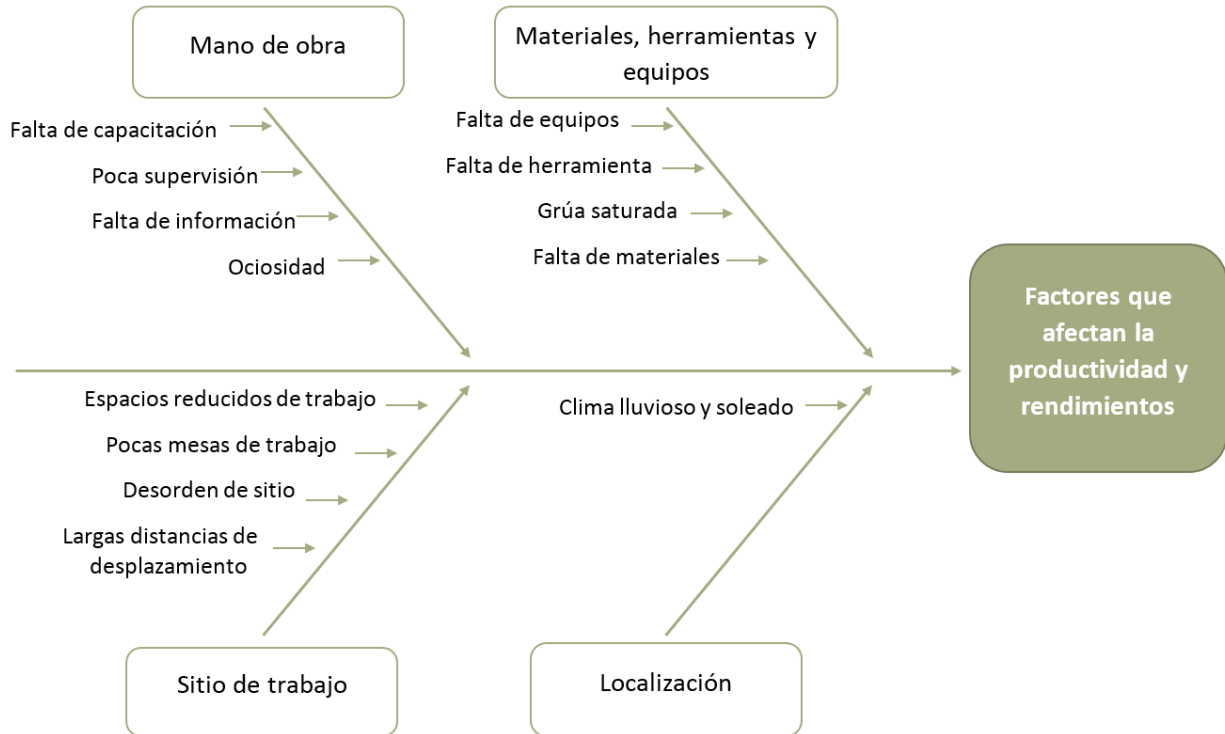 Mano de obra
Materiales, herramientas y
equipos
Falta de capacitación
Poca supervisión
Falta de información
Ociosidad
Falta de equipos
Falta de herramienta
Grúa saturada
Falta de materiales
Factores que
afectan la
productividad y
rendimientos
Espacios reducidos de trabajo
Pocas mesas de trabajo
Desorden de sitio
Largas distancias de
desplazamiento
Clima lluvioso y soleado
Sitio de trabajo
Localización